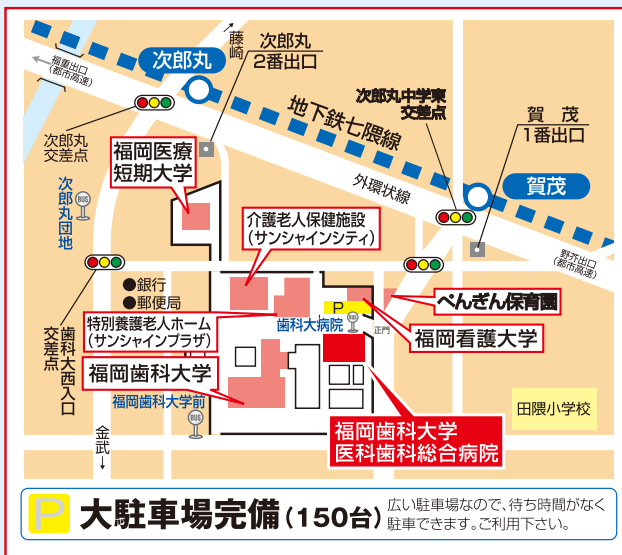 福重出口
(都市高速)
藤崎
次郎丸
次郎丸
2番出口
次郎丸中学東
交差点
地下鉄七隈線
賀茂
1番出口
次郎丸
交差点
福岡医療
短期大学
外環状線
賀茂
次郎丸団地
BUS
介護老人保健施設
(サンシャインシティ)
野芥出口
(都市高速)
●銀行
●郵便局
P
ぺんぎん保育園
特別養護老人ホーム
(サンシャインプラザ)
歯科大病院
BUS
正門
福岡看護大学
歯科大西入口
交差点
福岡歯科大学
福岡歯科大学前
BUS
福岡歯科大学
医科歯科総合病院
田隈小学校
金武
P
大駐車場完備(150台)
広い駐車場なので、待ち時間がなく
駐車できます。ご利用下さい。